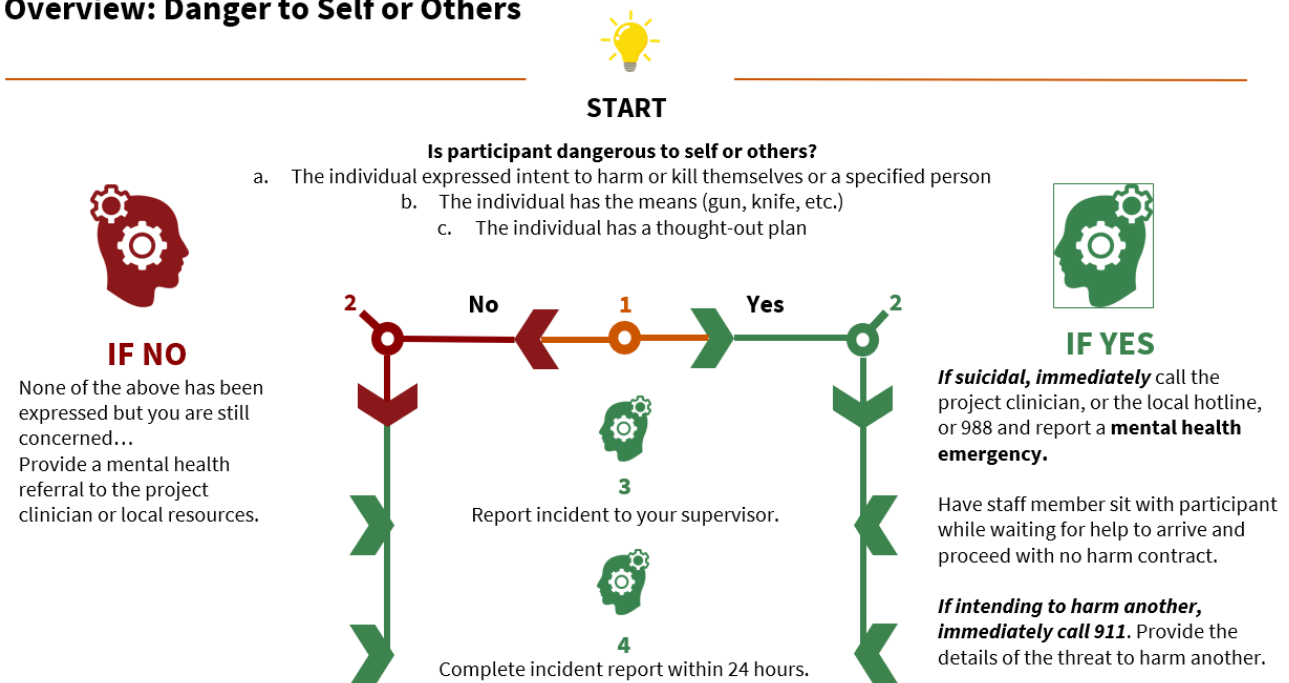 Overview: Danger to Self or Others
START
Is participant dangerous to self or others?
a. The individual expressed intent to harm or kill themselves or a specified person
b. The individual has the means (gun, knife, etc.)
c. The individual has a thought-out plan
2
No
1
Yes
2
IF NO
None of the above has been
expressed but you are still
concerned…
Provide a mental health
referral to the project
clinician or local resources.
3
Report incident to your supervisor.
4
Complete incident report within 24 hours.
IF YES
If suicidal, immediately call the
project clinician, or the local hotline,
or 988 and report a mental health
emergency.
Have staff member sit with participant
while waiting for help to arrive and
proceed with no harm contract.
If intending to harm another,
immediately call 911. Provide the
details of the threat to harm another.